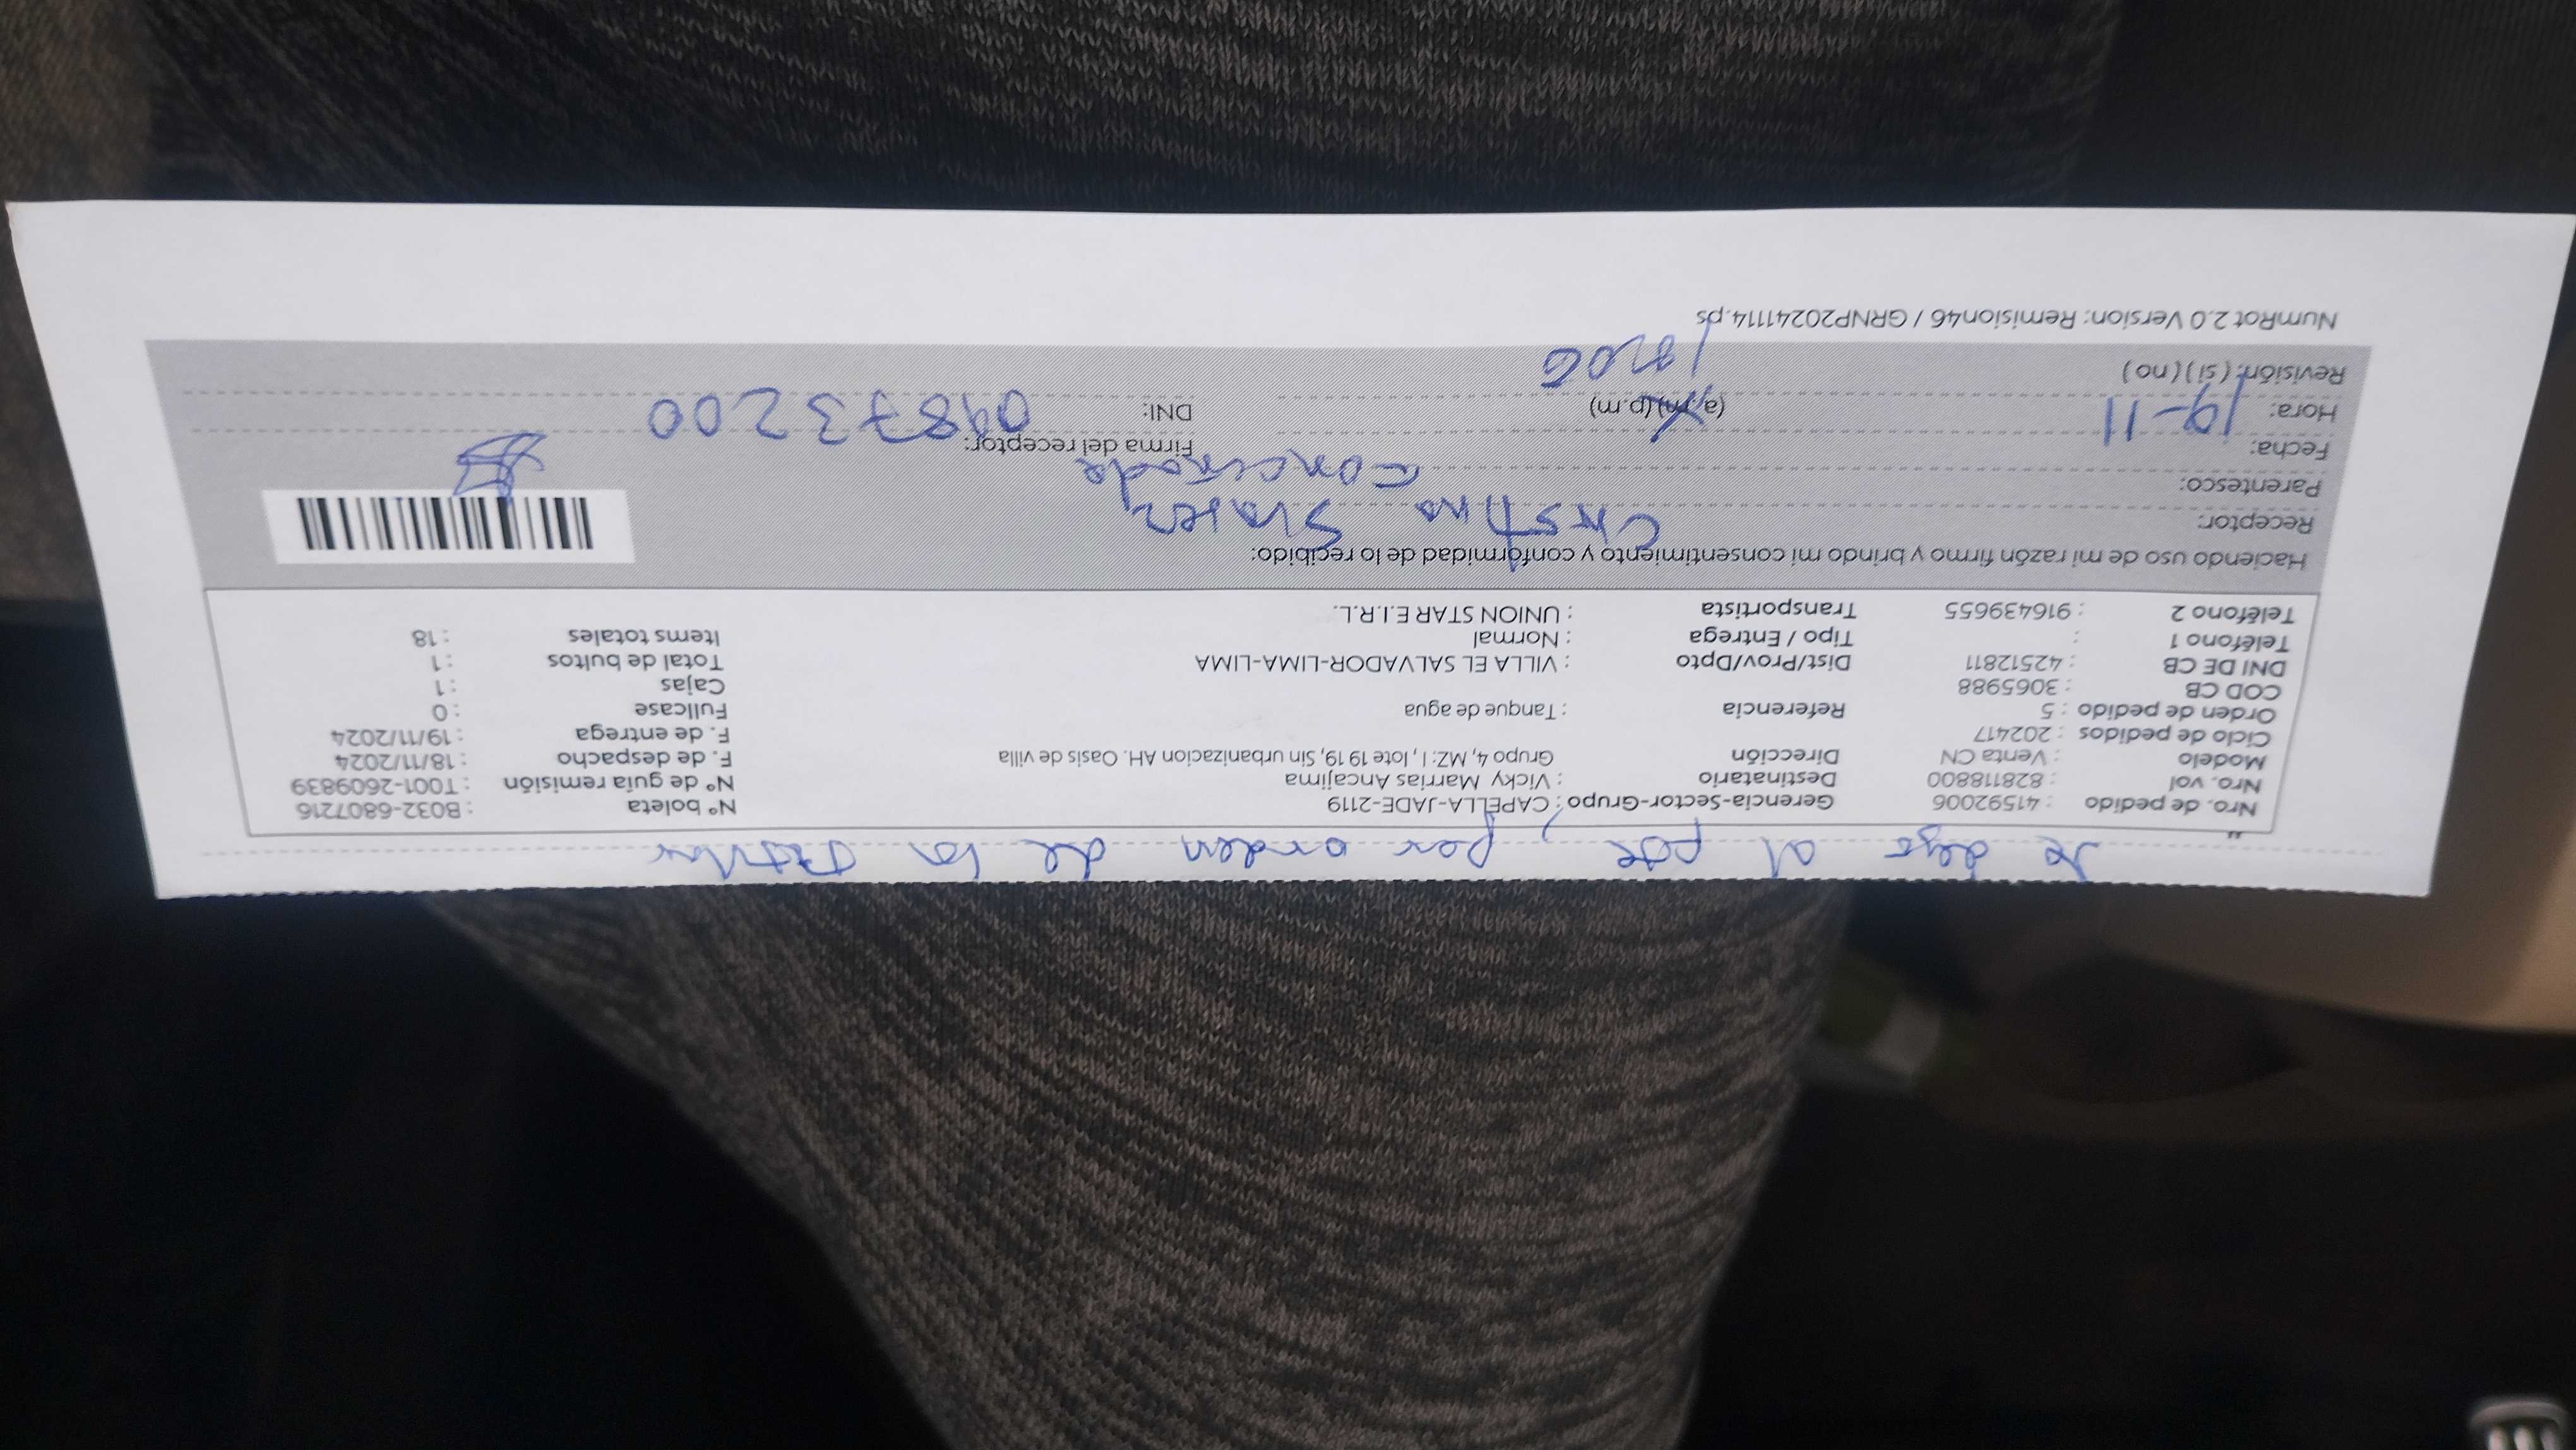 Se dejo al pde, por orden de la titular
Nro. de pedido : 41592006 Gerencia-Sector-Grupo : CAPELLA-JADE-2119 N° boleta : B032-6807216
Nro. vol : 828118800 Destinatario : Vicky Marrias Ancajima N° de guía remisión : T001-2609839
Modelo : Venta CN Dirección Grupo 4, MZ: I, lote 19 19, Sin urbanizacion AH. Oasis de villa F. de despacho : 18/11/2024
Ciclo de pedidos : 202417 F. de entrega : 19/11/2024
Orden de pedido : 5 Referencia : Tanque de agua Fullcase : 0
COD CB : 3065988 Cajas : 1
DNI DE CB : 42512811 Dist/Prov/Dpto : VILLA EL SALVADOR-LIMA-LIMA Total de bultos : 1
Teléfono 1 : Tipo / Entrega : Normal Items totales : 18
Teléfono 2 : 916439655 Transportista : UNION STAR E.I.R.L.
Haciendo uso de mi razón firmo y brindo mi consentimiento y conformidad de lo recibido:
Receptor: Cristina
Parentesco:
Fecha: 19-11 Firma del receptor:
Hora: (a.m) (p.m) DNI: 09873200
Revisión: (si) (no)
NumRot 2.0 Version: Remision46 / GRNP20241114.ps